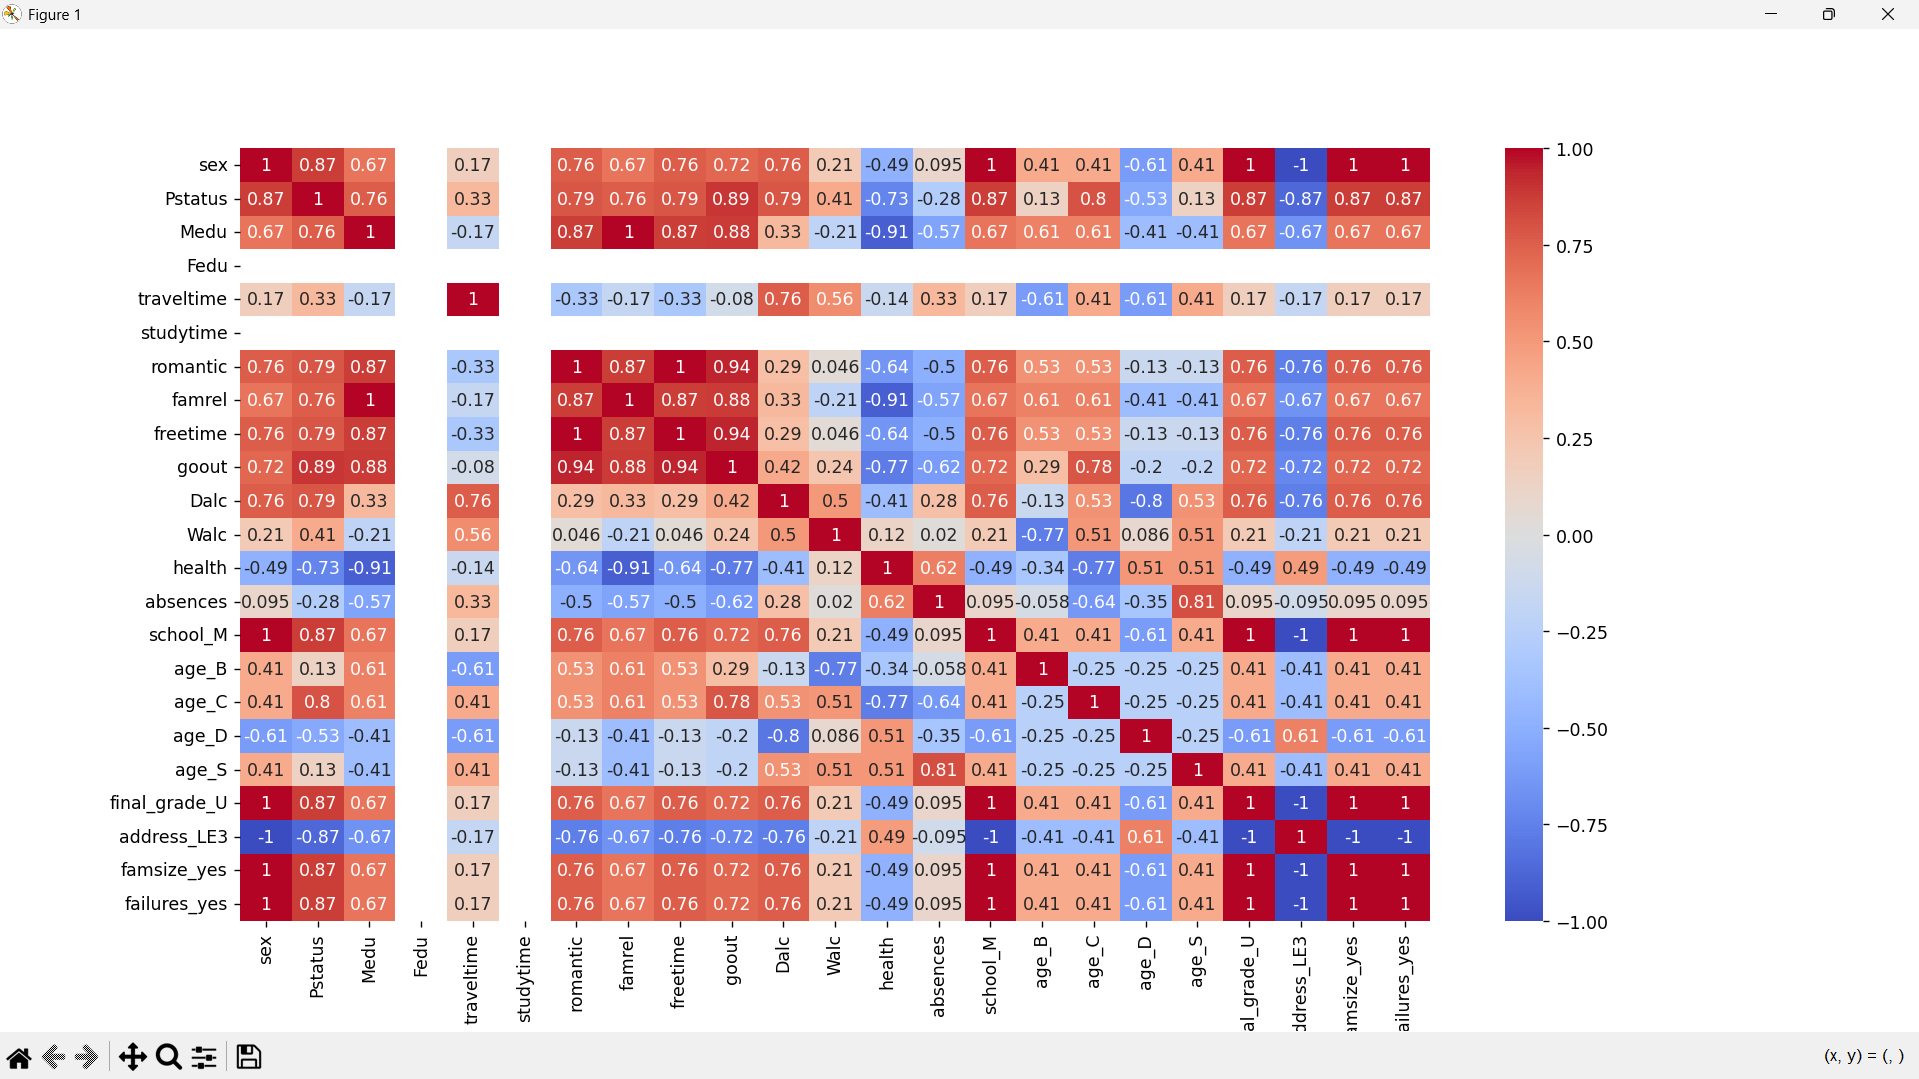 Figure 1
sex 1 0.87 0.67 0.17 0.76 0.67 0.76 0.72 0.76 0.21 -0.49 0.095 1 0.41 0.41 -0.61 0.41 1 -1 1 1
Pstatus 0.87 1 0.76 0.33 0.79 0.76 0.79 0.89 0.79 0.41 -0.73 -0.28 0.87 0.13 0.8 -0.53 0.13 0.87 -0.87 0.87 0.87
Medu 0.67 0.76 1 -0.17 0.87 1 0.87 0.88 0.33 -0.21 -0.91 -0.57 0.67 0.61 0.61 -0.41 -0.41 0.67 -0.67 0.67 0.67
Fedu
traveltime 0.17 0.33 -0.17 1 -0.33 -0.17 -0.33 -0.08 0.76 0.56 -0.14 0.33 0.17 -0.61 0.41 -0.61 0.41 0.17 -0.17 0.17 0.17
studytime
romantic 0.76 0.79 0.87 -0.33 1 0.87 1 0.94 0.29 0.046 -0.64 -0.5 0.76 0.53 0.53 -0.13 -0.13 0.76 -0.76 0.76 0.76
famrel 0.67 0.76 1 -0.17 0.87 1 0.87 0.88 0.33 -0.21 -0.91 -0.57 0.67 0.61 0.61 -0.41 -0.41 0.67 -0.67 0.67 0.67
freetime 0.76 0.79 0.87 -0.33 1 0.87 1 0.94 0.29 0.046 -0.64 -0.5 0.76 0.53 0.53 -0.13 -0.13 0.76 -0.76 0.76 0.76
goout 0.72 0.89 0.88 -0.08 0.94 0.88 0.94 1 0.42 0.24 -0.77 -0.62 0.72 0.29 0.78 -0.2 -0.2 0.72 -0.72 0.72 0.72
Dalc 0.76 0.79 0.33 0.76 0.29 0.33 0.29 0.42 1 0.5 -0.41 0.28 0.76 -0.13 0.53 -0.8 0.53 0.76 -0.76 0.76 0.76
Walc 0.21 0.41 -0.21 0.56 0.046 -0.21 0.046 0.24 0.5 1 0.12 0.02 0.21 -0.77 0.51 0.086 0.51 0.21 -0.21 0.21 0.21
health -0.49 -0.73 -0.91 -0.14 -0.64 -0.91 -0.64 -0.77 -0.41 0.12 1 0.62 -0.49 -0.34 -0.77 0.51 0.51 -0.49 0.49 -0.49 -0.49
absences 0.095 -0.28 -0.57 0.33 -0.5 -0.57 -0.5 -0.62 0.28 0.02 0.62 1 0.095 -0.058 -0.64 -0.35 0.81 0.095 -0.095 0.095 0.095
school_M 1 0.87 0.67 0.17 0.76 0.67 0.76 0.72 0.76 0.21 -0.49 0.095 1 0.41 0.41 -0.61 0.41 1 -1 1 1
age_B 0.41 0.13 0.61 -0.61 0.53 0.61 0.53 0.29 -0.13 -0.77 -0.34 -0.058 0.41 1 -0.25 -0.25 -0.25 0.41 -0.41 0.41 0.41
age_C 0.41 0.8 0.61 0.41 0.53 0.61 0.53 0.78 0.53 0.51 -0.77 -0.64 0.41 -0.25 1 -0.25 -0.25 0.41 -0.41 0.41 0.41
age_D -0.61 -0.53 -0.41 -0.61 -0.13 -0.41 -0.13 -0.2 -0.8 0.086 0.51 -0.35 -0.61 -0.25 -0.25 1 -0.25 -0.61 0.61 -0.61 -0.61
age_S 0.41 0.13 -0.41 0.41 -0.13 -0.41 -0.13 -0.2 0.53 0.51 0.51 0.81 0.41 -0.25 -0.25 -0.25 1 0.41 -0.41 0.41 0.41
final_grade_U 1 0.87 0.67 0.17 0.76 0.67 0.76 0.72 0.76 0.21 -0.49 0.095 1 0.41 0.41 -0.61 0.41 1 -1 1 1
address_LE3 -1 -0.87 -0.67 -0.17 -0.76 -0.67 -0.76 -0.72 -0.76 -0.21 0.49 -0.095 -1 -0.41 -0.41 0.61 -0.41 -1 1 -1 -1
famsize_yes 1 0.87 0.67 0.17 0.76 0.67 0.76 0.72 0.76 0.21 -0.49 0.095 1 0.41 0.41 -0.61 0.41 1 -1 1 1
failures_yes 1 0.87 0.67 0.17 0.76 0.67 0.76 0.72 0.76 0.21 -0.49 0.095 1 0.41 0.41 -0.61 0.41 1 -1 1 1
sex Pstatus Medu Fedu traveltime studytime romantic famrel freetime goout Dalc Walc health absences school_M age_B age_C age_D age_S al_grade_U ddress_LE3 amsize_yes ailures_yes
1.00
0.75
0.50
0.25
0.00
−0.25
−0.50
−0.75
−1.00
(x, y) = (, )